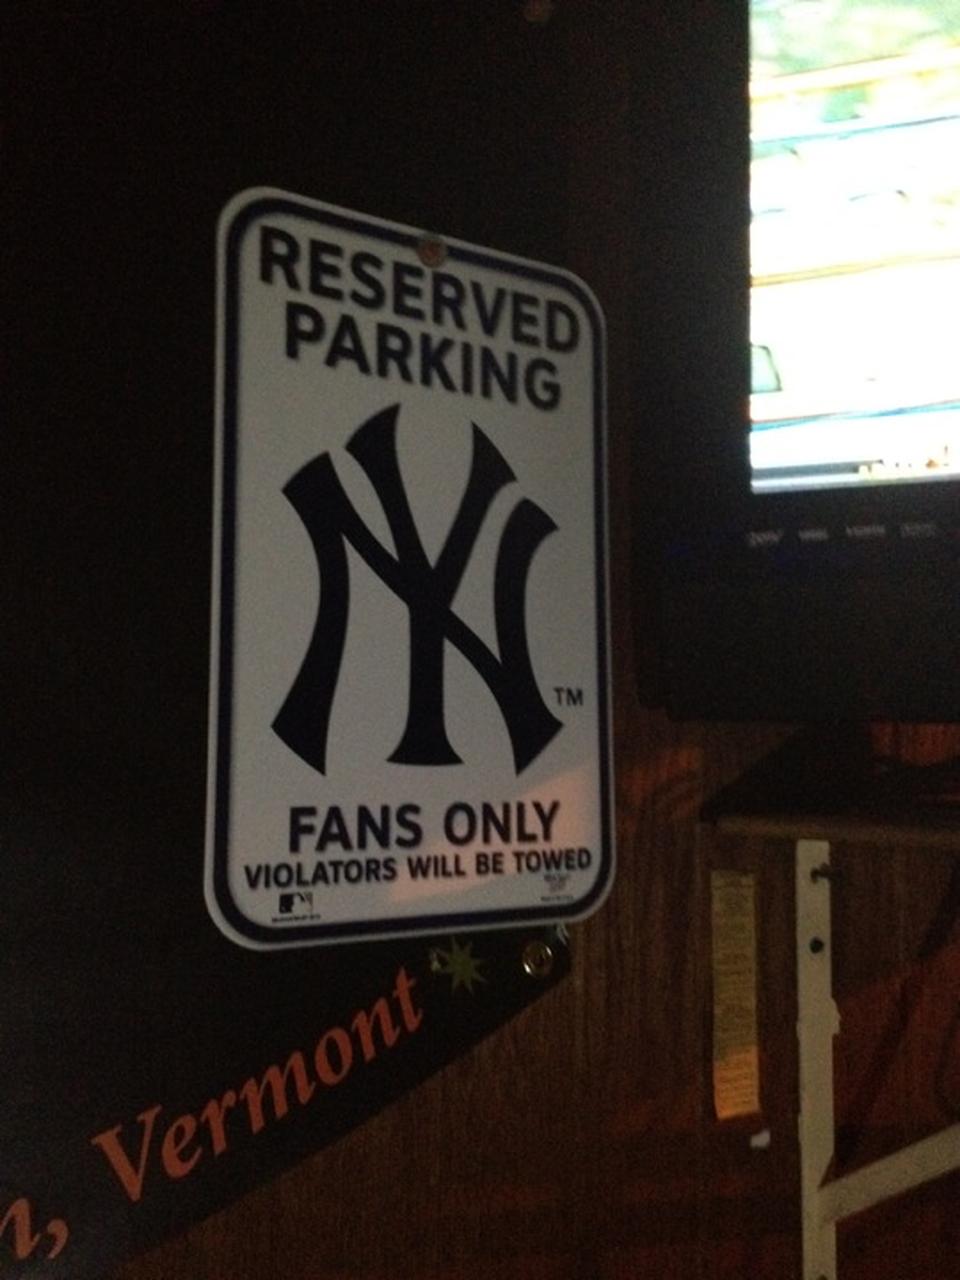 RESERVED
PARKING
NY
TM
FANS ONLY
VIOLATORS WILL BE TOWED
n, Vermont